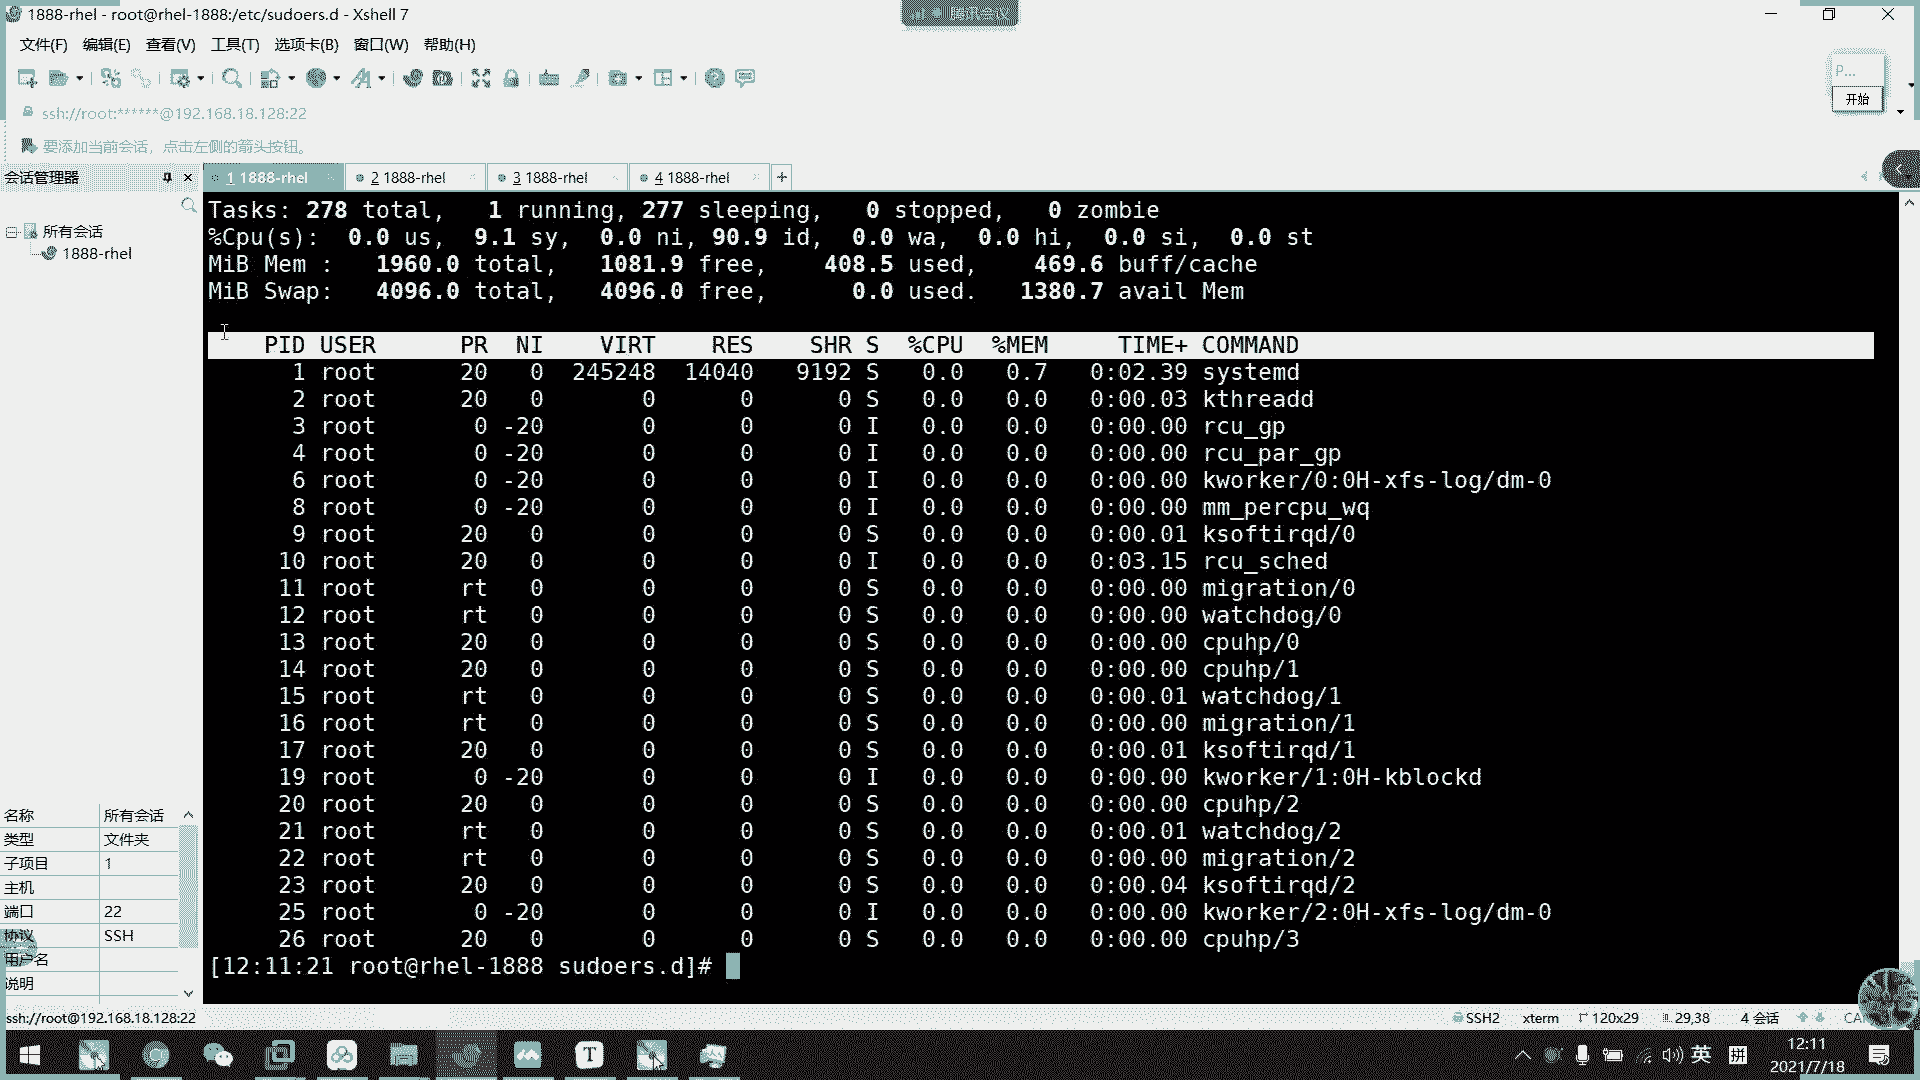 1888-rhel - root@rhel-1888:/etc/sudoers.d - Xshell 7
腾讯会议
文件(F) 编辑(E) 查看(V) 工具(T) 选项卡(B) 窗口(W) 帮助(H)
P...
开始
ssh://root:******@192.168.18.128:22
要添加当前会话，点击左侧的箭头按钮。
会话管理器
1 1888-rhel 2 1888-rhel 3 1888-rhel 4 1888-rhel
所有会话
1888-rhel
Tasks: 278 total, 1 running, 277 sleeping, 0 stopped, 0 zombie
%Cpu(s): 0.0 us, 9.1 sy, 0.0 ni, 90.9 id, 0.0 wa, 0.0 hi, 0.0 si, 0.0 st
MiB Mem : 1960.0 total, 1081.9 free, 408.5 used, 469.6 buff/cache
MiB Swap: 4096.0 total, 4096.0 free, 0.0 used. 1380.7 avail Mem
PID USER PR NI VIRT RES SHR S %CPU %MEM TIME+ COMMAND
1 root 20 0 245248 14040 9192 S 0.0 0.7 0:02.39 systemd
2 root 20 0 0 0 0 S 0.0 0.0 0:00.03 kthreadd
3 root 0 -20 0 0 0 I 0.0 0.0 0:00.00 rcu_gp
4 root 0 -20 0 0 0 I 0.0 0.0 0:00.00 rcu_par_gp
6 root 0 -20 0 0 0 I 0.0 0.0 0:00.00 kworker/0:0H-xfs-log/dm-0
8 root 0 -20 0 0 0 I 0.0 0.0 0:00.00 mm_percpu_wq
9 root 20 0 0 0 0 S 0.0 0.0 0:00.01 ksoftirqd/0
10 root 20 0 0 0 0 I 0.0 0.0 0:03.15 rcu_sched
11 root rt 0 0 0 0 S 0.0 0.0 0:00.00 migration/0
12 root rt 0 0 0 0 S 0.0 0.0 0:00.00 watchdog/0
13 root 20 0 0 0 0 S 0.0 0.0 0:00.00 cpuhp/0
14 root 20 0 0 0 0 S 0.0 0.0 0:00.00 cpuhp/1
15 root rt 0 0 0 0 S 0.0 0.0 0:00.01 watchdog/1
16 root rt 0 0 0 0 S 0.0 0.0 0:00.00 migration/1
17 root 20 0 0 0 0 S 0.0 0.0 0:00.01 ksoftirqd/1
19 root 0 -20 0 0 0 I 0.0 0.0 0:00.00 kworker/1:0H-kblockd
20 root 20 0 0 0 0 S 0.0 0.0 0:00.00 cpuhp/2
21 root rt 0 0 0 0 S 0.0 0.0 0:00.01 watchdog/2
22 root rt 0 0 0 0 S 0.0 0.0 0:00.00 migration/2
23 root 20 0 0 0 0 S 0.0 0.0 0:00.04 ksoftirqd/2
25 root 0 -20 0 0 0 I 0.0 0.0 0:00.00 kworker/2:0H-xfs-log/dm-0
26 root 20 0 0 0 0 S 0.0 0.0 0:00.00 cpuhp/3
[12:11:21 root@rhel-1888 sudoers.d]#
名称 所有会话
类型 文件夹
子项目 1
主机
端口 22
协议 SSH
用户名
说明
ssh://root@192.168.18.128:22
SSH2 xterm 120x29 29,38 4 会话
英 拼
12:11
2021/7/18